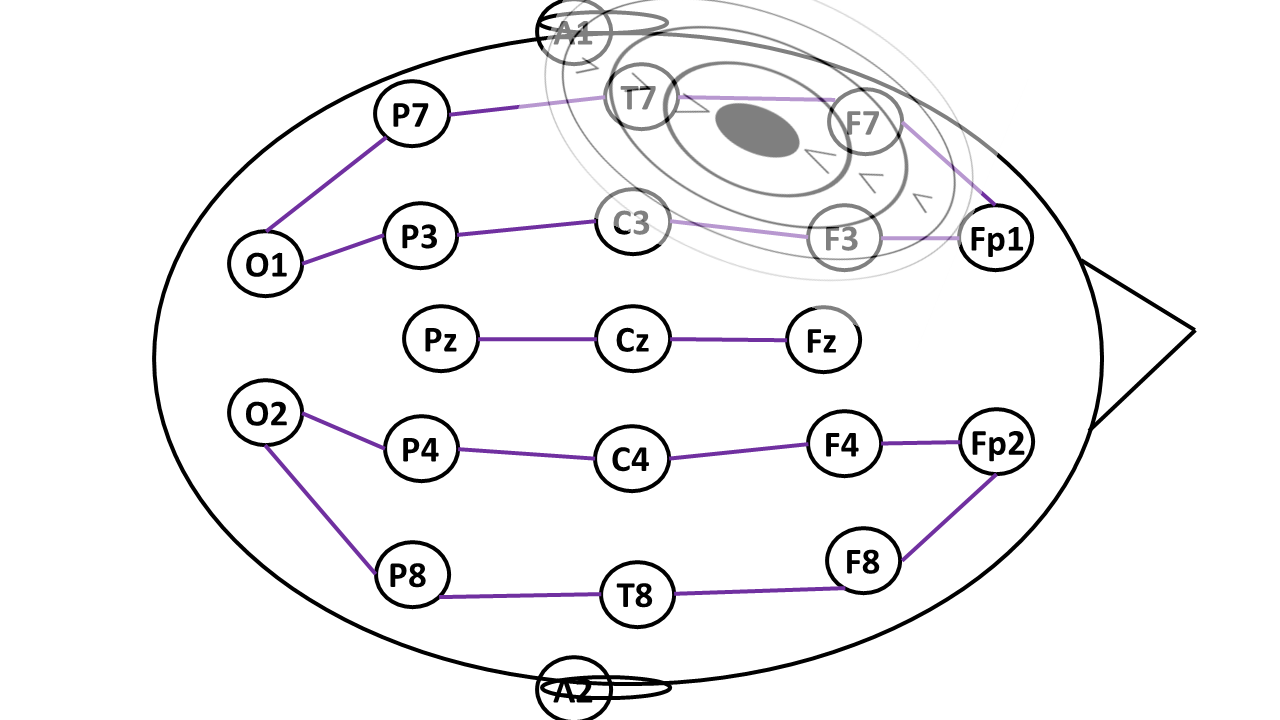 A1
P7 T7 F7
O1 P3 C3 F3 Fp1
Pz Cz Fz
O2 P4 C4 F4 Fp2
P8 T8 F8
A2